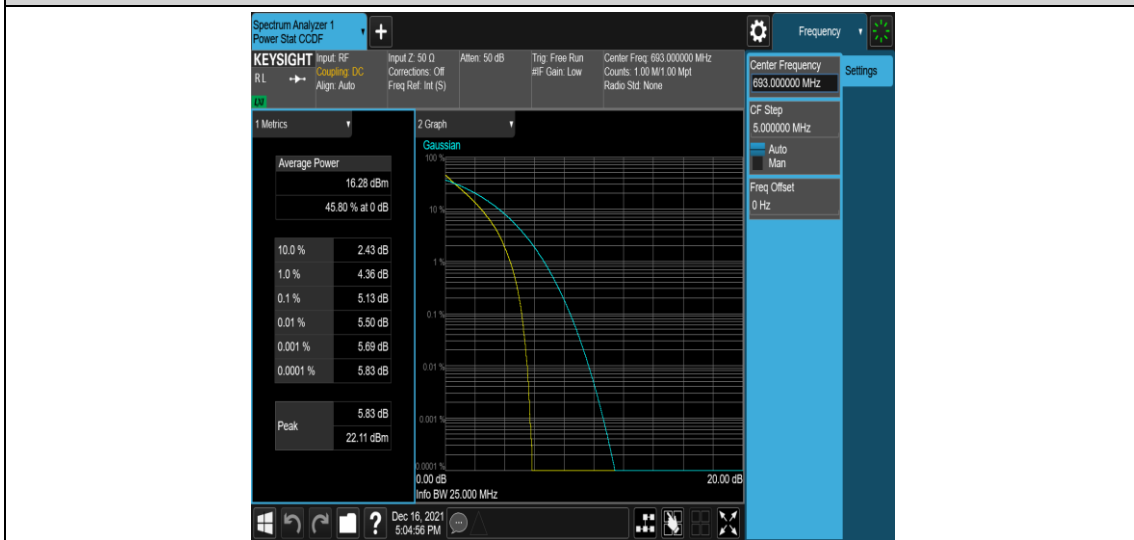 Spectrum Analyzer 1
Power Stat CCDF
+
Frequency
KEYSIGHT
RL
LXI
Input: RF
Coupling: DC
Align: Auto
Input Z: 50 Ω
Corrections: Off
Freq Ref: Int (S)
Atten: 50 dB
Trig: Free Run
#IF Gain: Low
Center Freq: 693.000000 MHz
Counts: 1.00 M/1.00 Mpt
Radio Std: None
Center Frequency
693.000000 MHz
Settings
CF Step
5.000000 MHz
Auto
Man
Freq Offset
0 Hz
1 Metrics
Average Power
16.28 dBm
45.80 % at 0 dB
10.0 % 2.43 dB
1.0 % 4.36 dB
0.1 % 5.13 dB
0.01 % 5.50 dB
0.001 % 5.69 dB
0.0001 % 5.83 dB
Peak
5.83 dB
22.11 dBm
2 Graph
Gaussian
100 %
10 %
1 %
0.1 %
0.01 %
0.001 %
0.0001 %
0.00 dB 20.00 dB
Info BW 25.000 MHz
?
Dec 16, 2021
5:04:56 PM